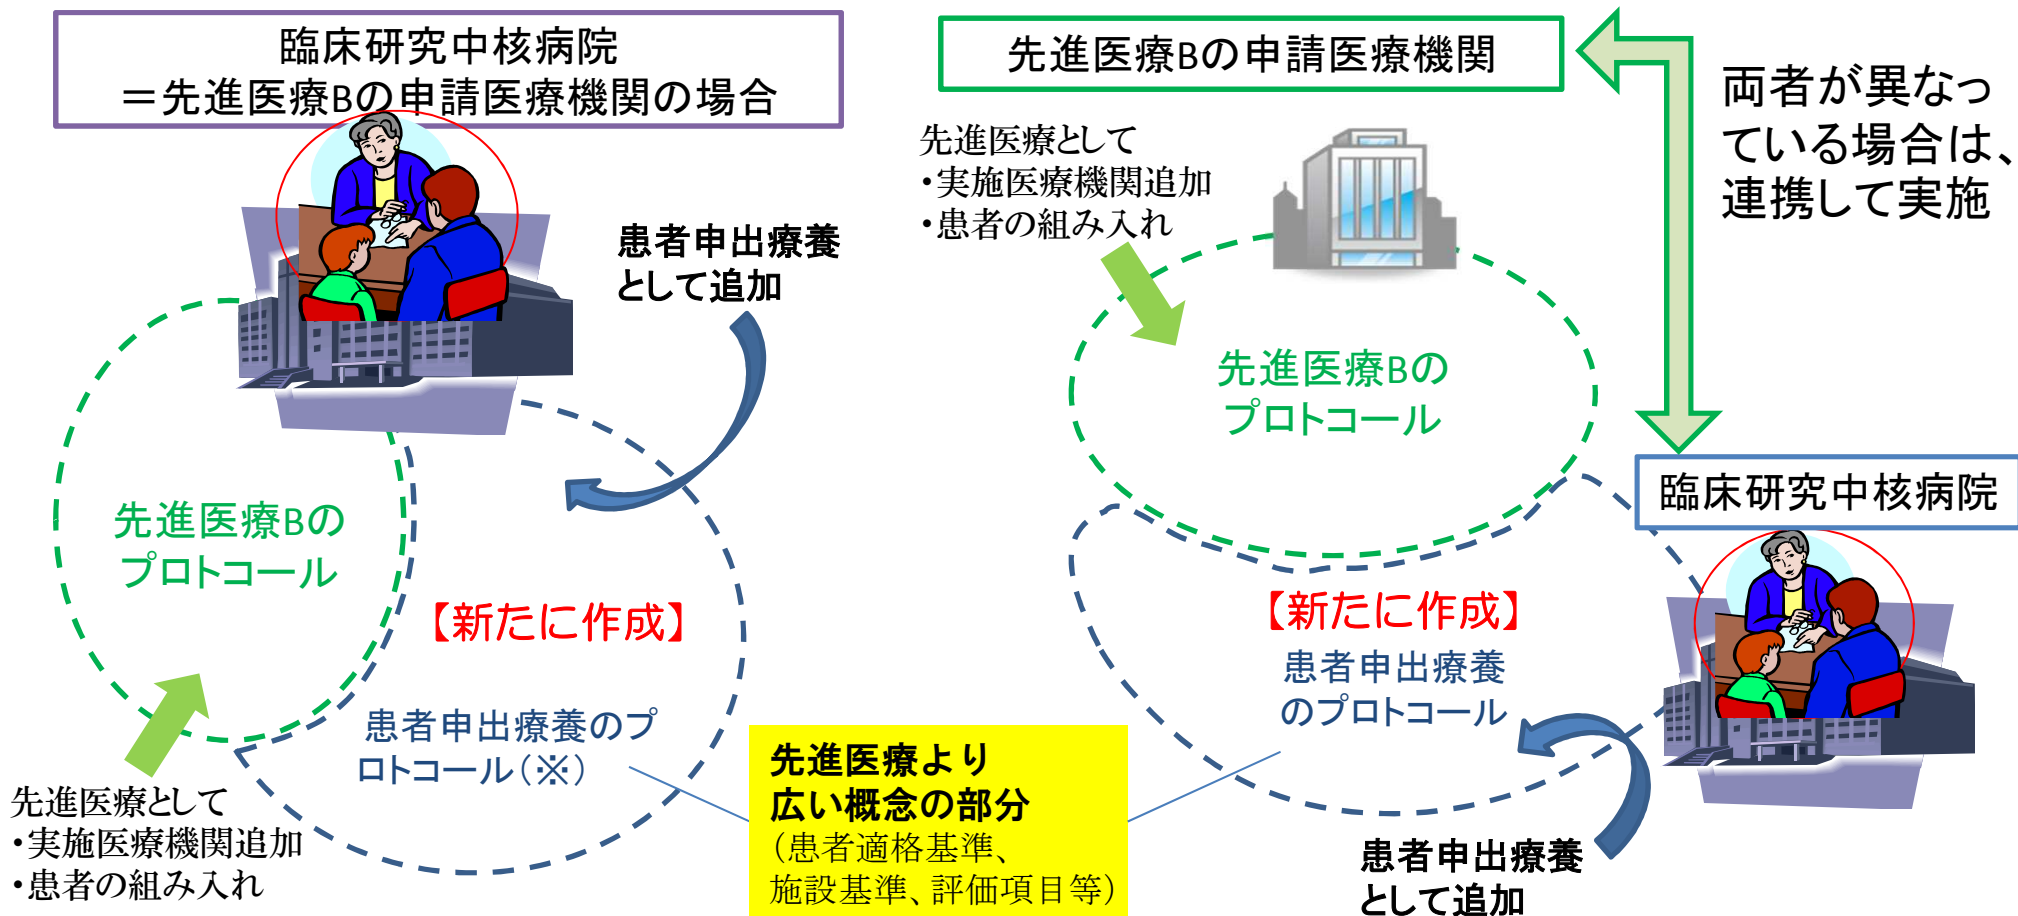 臨床研究中核病院
＝先進医療Bの申請医療機関の場合
患者申出療養
として追加
先進医療Bの
プロトコール
【新たに作成】
患者申出療養のプ
ロトコール（※）
先進医療として
・実施医療機関追加
・患者の組み入れ
先進医療より
広い概念の部分
（患者適格基準、
施設基準、評価項目等）
先進医療Bの申請医療機関
先進医療として
・実施医療機関追加
・患者の組み入れ
両者が異なっ
ている場合は、
連携して実施
先進医療Bの
プロトコール
臨床研究中核病院
【新たに作成】
患者申出療養
のプロトコール
患者申出療養
として追加